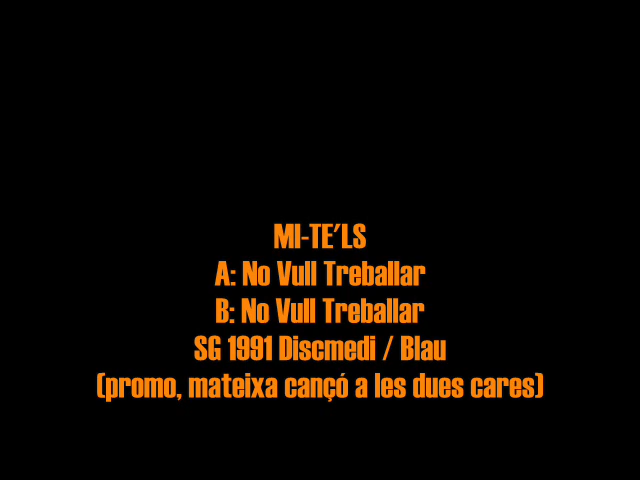 MI-TE'LS
A: No Vull Treballar
B: No Vull Treballar
SG 1991 Discmedi / Blau
(promo, mateixa cançó a les dues cares)